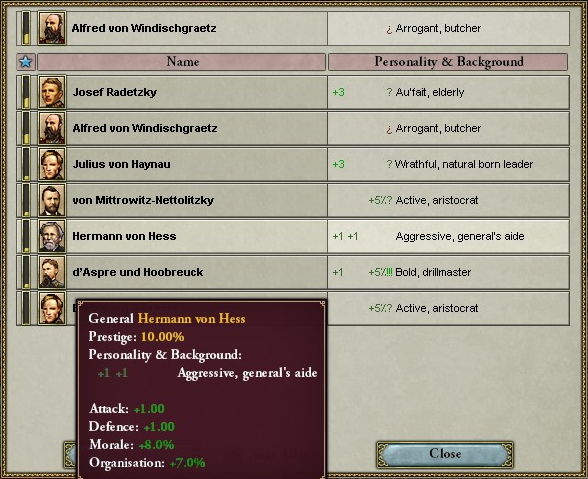 Alfred von Windischgraetz ¿ Arrogant, butcher
Name Personality & Background
Josef Radetzky +3 ? Au'fait, elderly
Alfred von Windischgraetz ¿ Arrogant, butcher
Julius von Haynau +3 ? Wrathful, natural born leader
von Mittrowitz-Nettolitzky +5%? Active, aristocrat
Hermann von Hess +1 +1 Aggressive, general's aide
d'Aspre und Hoobreuck +1 +5%!!! Bold, drillmaster
+5%? Active, aristocrat
General Hermann von Hess
Prestige: 10.00%
Personality & Background:
+1 +1 Aggressive, general's aide
Attack: +1.00
Defence: +1.00
Morale: +8.0%
Organisation: +7.0%
Close